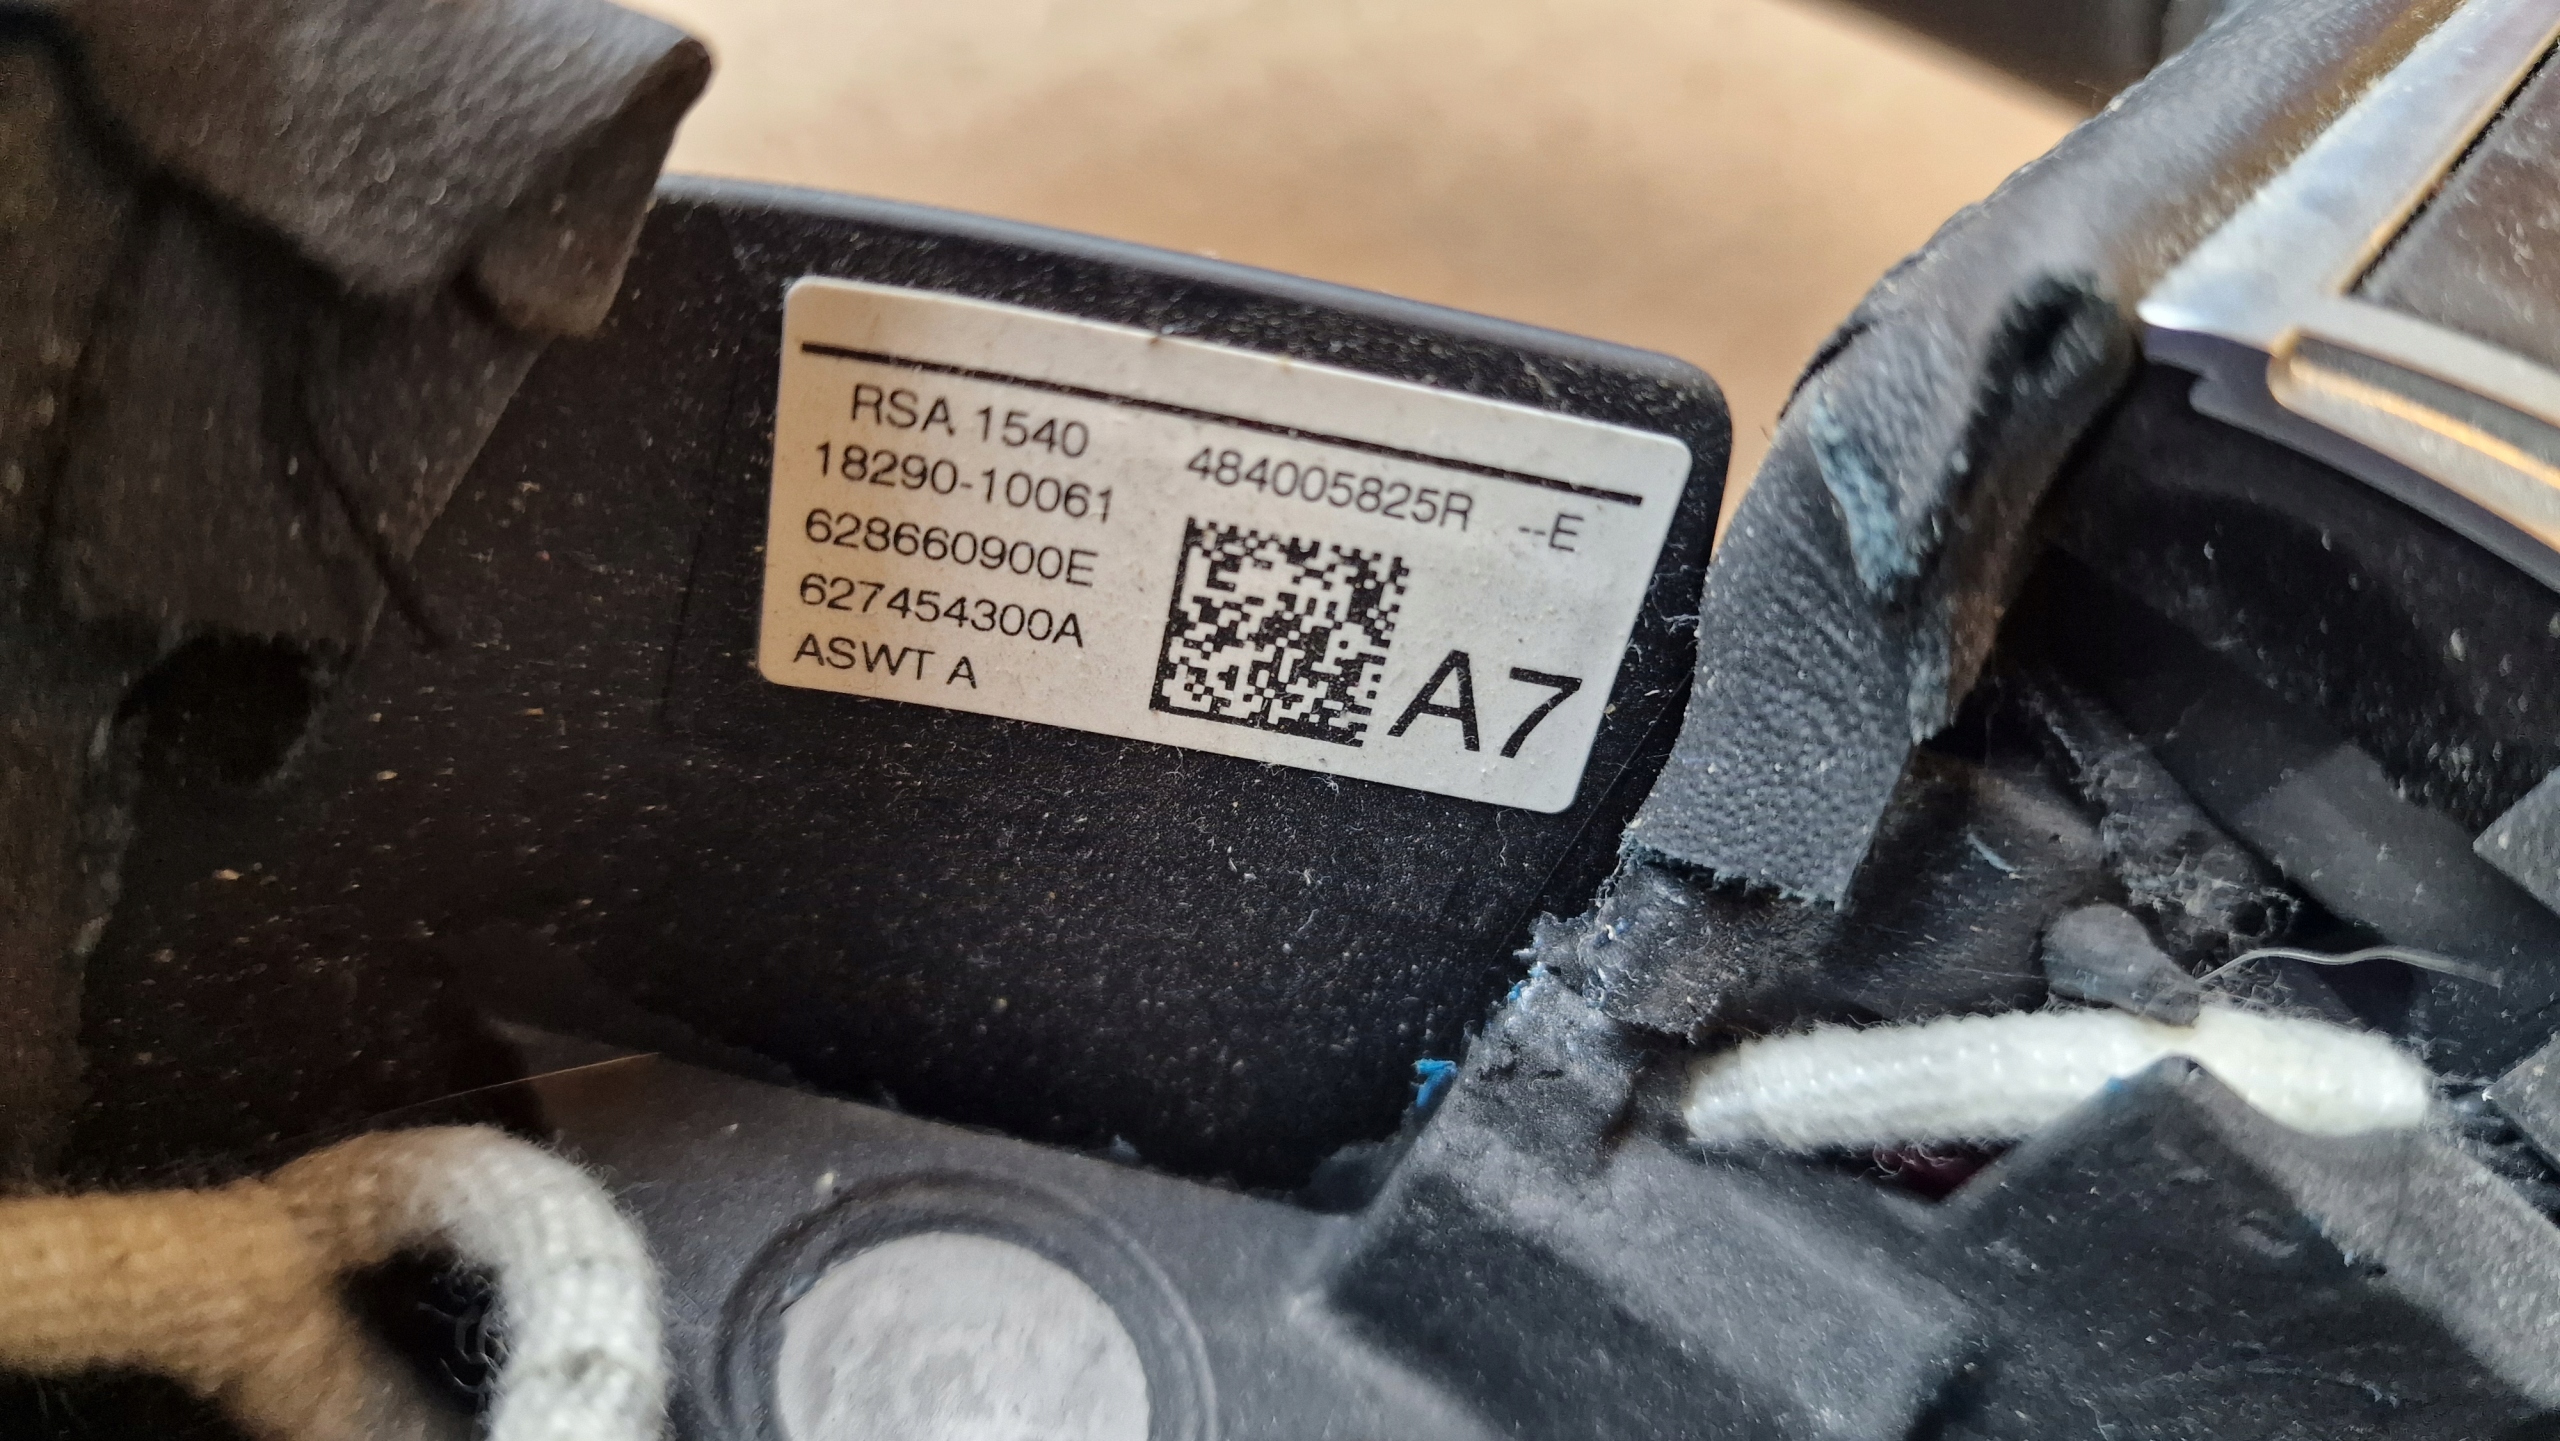 RSA 1540
484005825R --E
18290-10061
628660900E
627454300A
ASWT A
A7